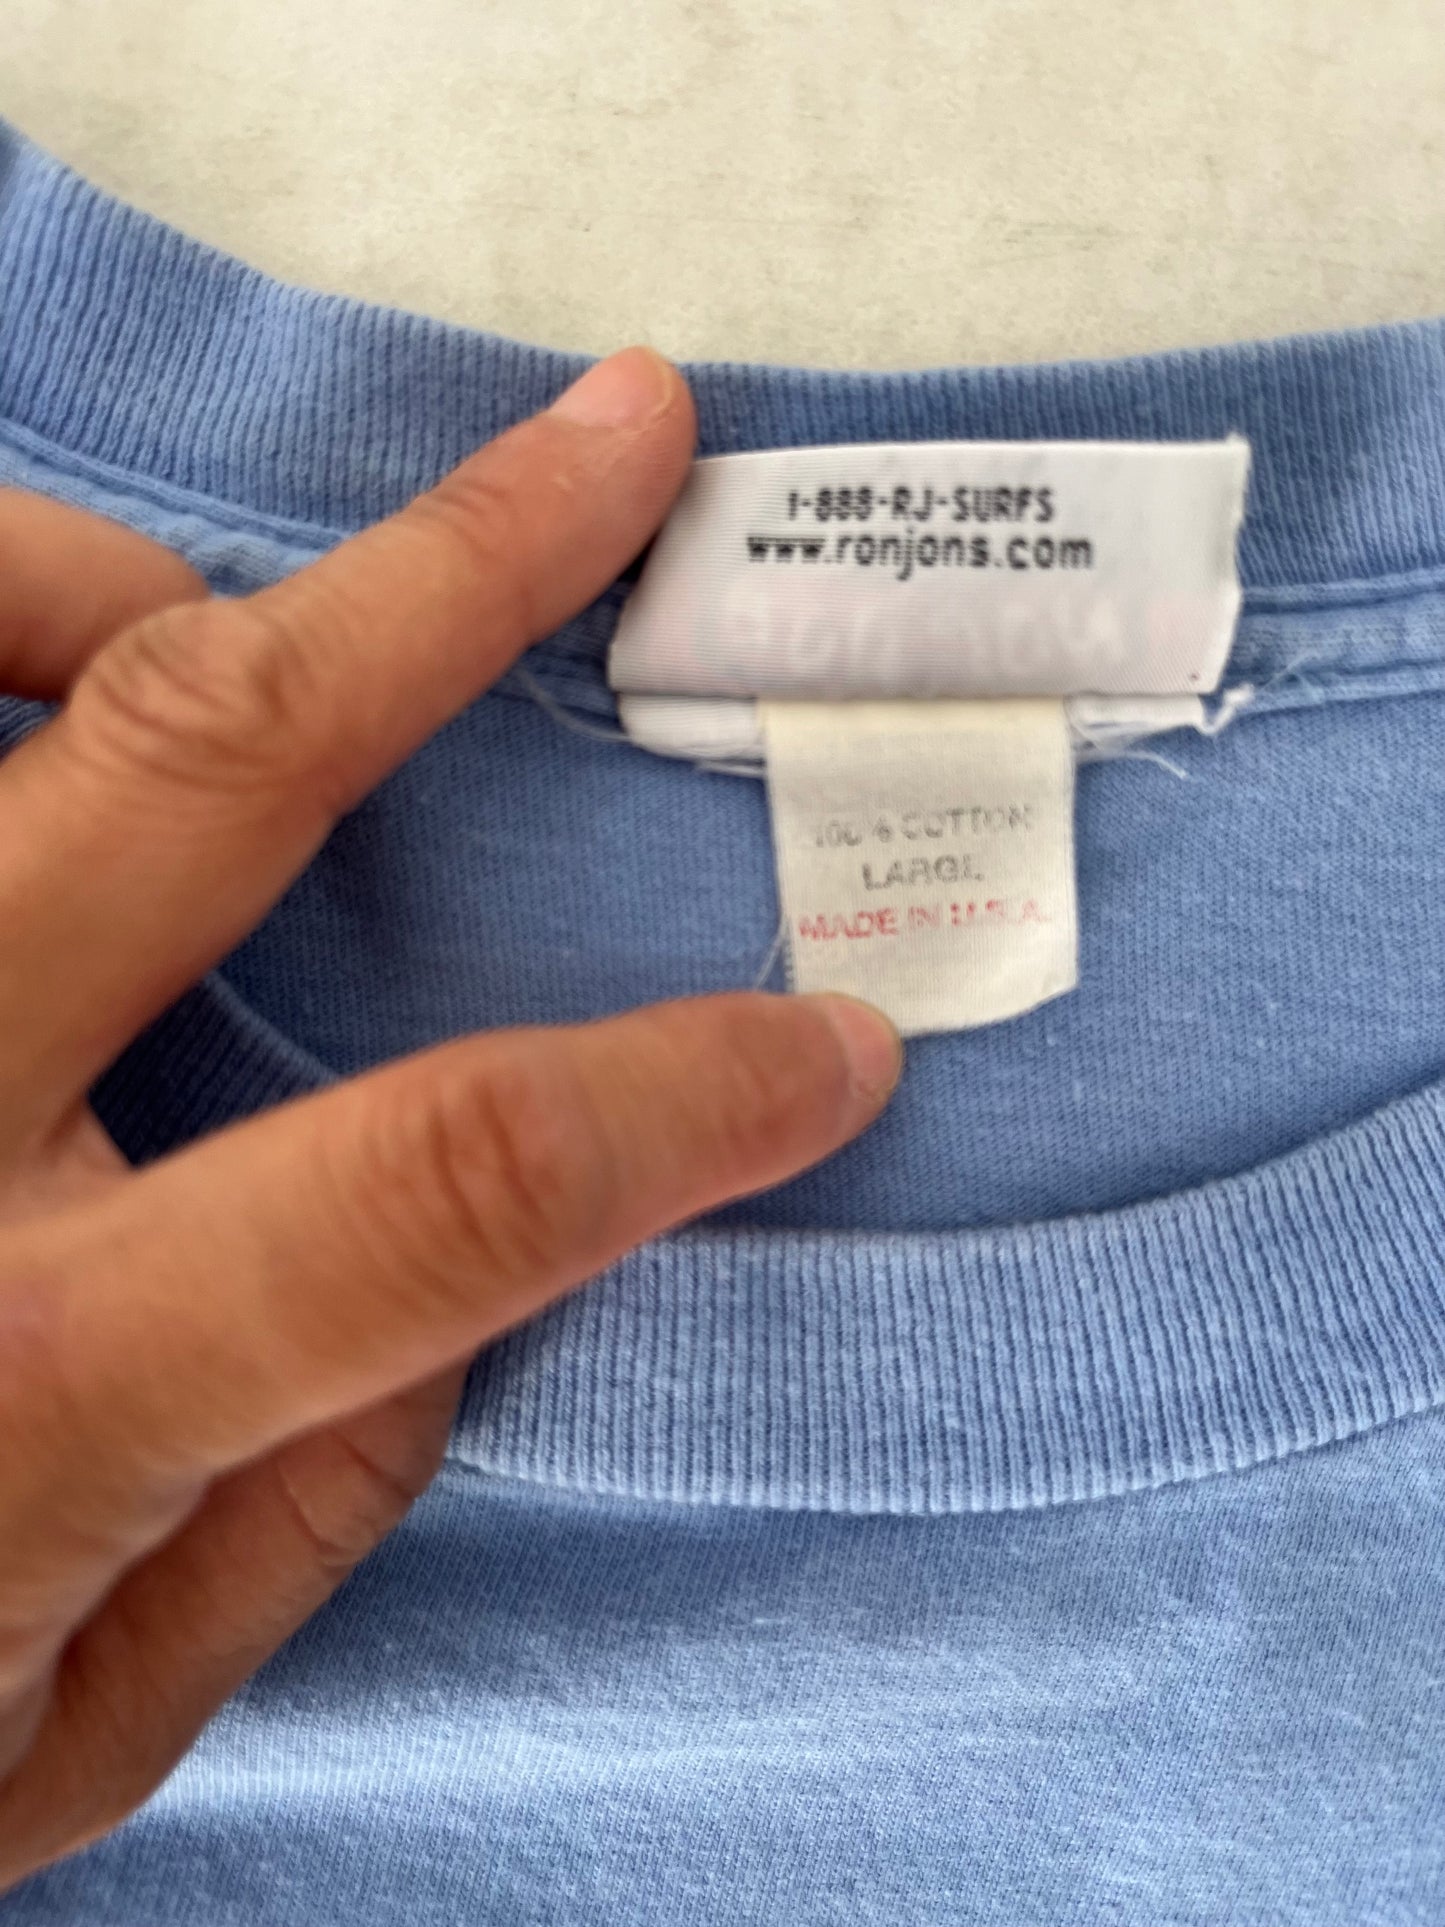 1-888-RJ-SURFS
www.ronjons.com
100% COTTON
LARGE
MADE IN U.S.A.